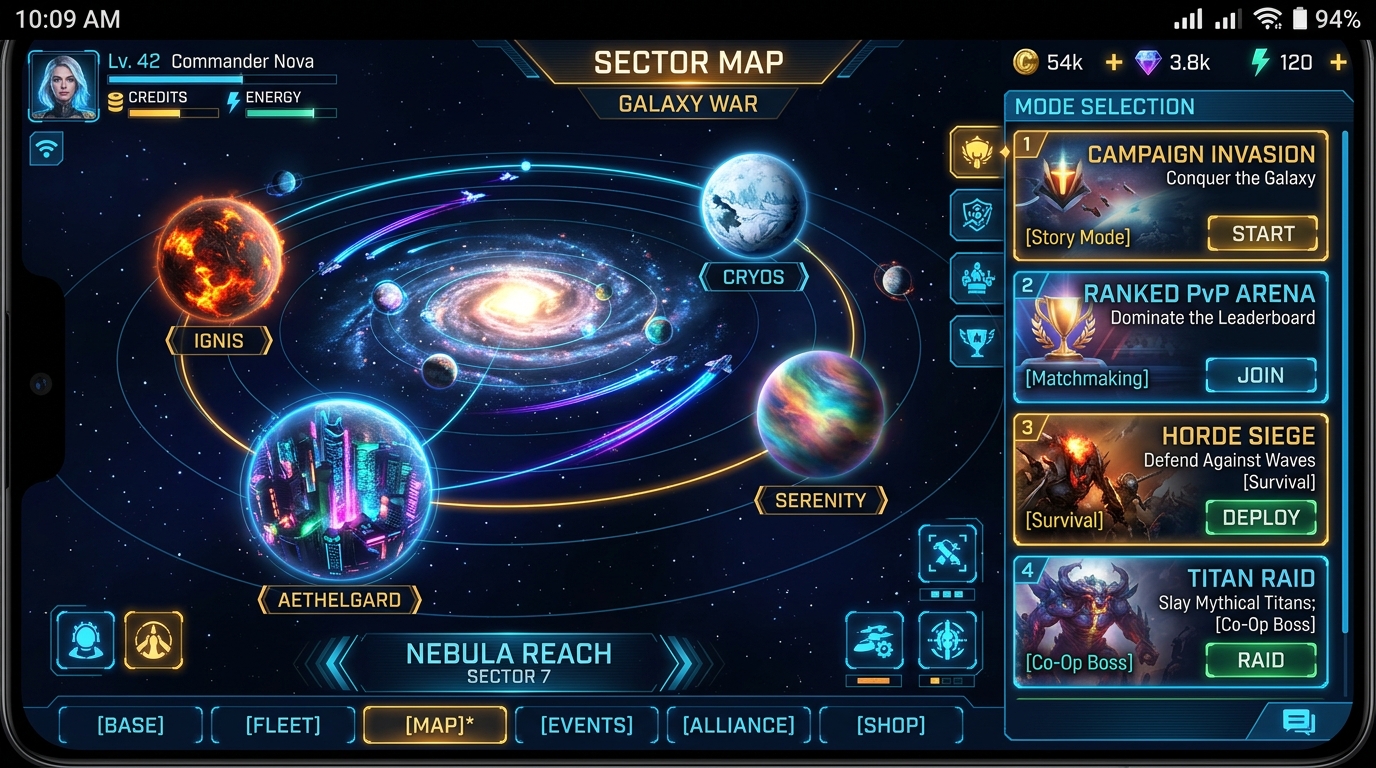 10:09 AM
94%
Lv. 42 Commander Nova
CREDITS
ENERGY
SECTOR MAP
GALAXY WAR
54k
3.8k
120
MODE SELECTION
1
CAMPAIGN INVASION
Conquer the Galaxy
[Story Mode]
START
2
RANKED PvP ARENA
Dominate the Leaderboard
[Matchmaking]
JOIN
3
HORDE SIEGE
Defend Against Waves
[Survival]
[Survival]
DEPLOY
4
TITAN RAID
Slay Mythical Titans;
[Co-Op Boss]
[Co-Op Boss]
RAID
IGNIS
CRYOS
SERENITY
AETHELGARD
NEBULA REACH
SECTOR 7
[BASE]
[FLEET]
[MAP]*
[EVENTS]
[ALLIANCE]
[SHOP]